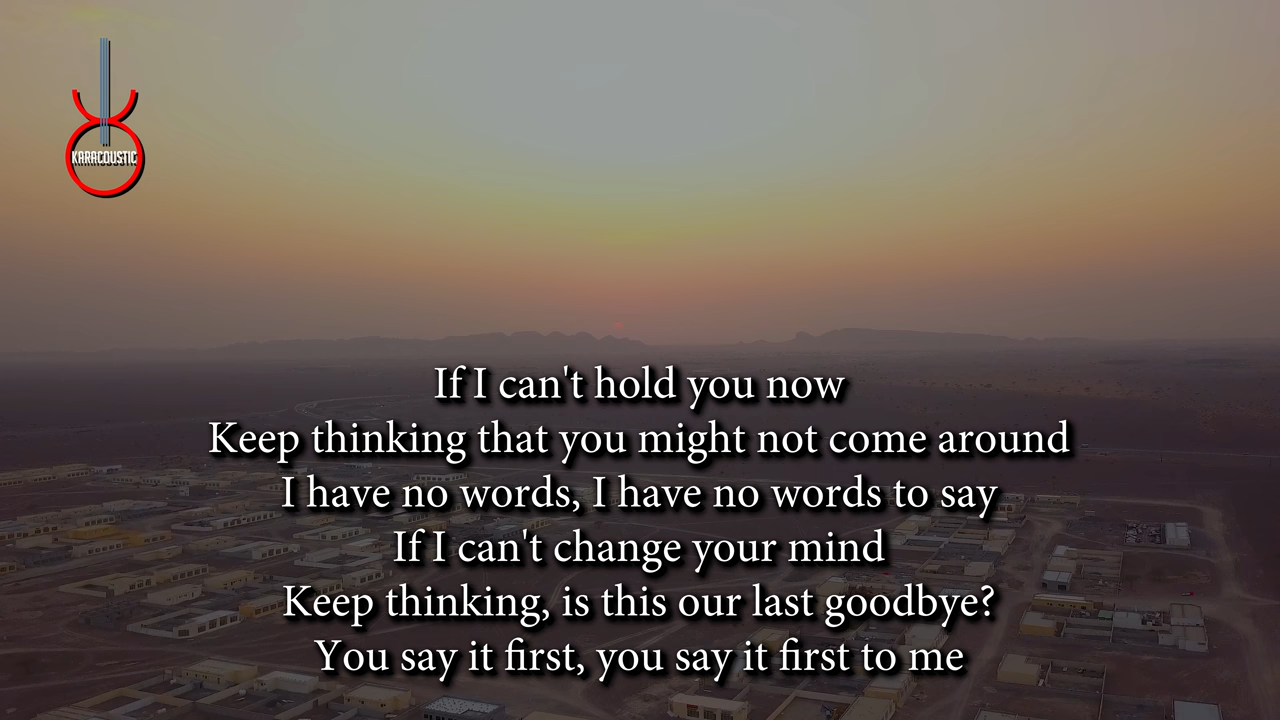 KARACOUSTIC
If I can't hold you now
Keep thinking that you might not come around
I have no words, I have no words to say
If I can't change your mind
Keep thinking, is this our last goodbye?
You say it first, you say it first to me